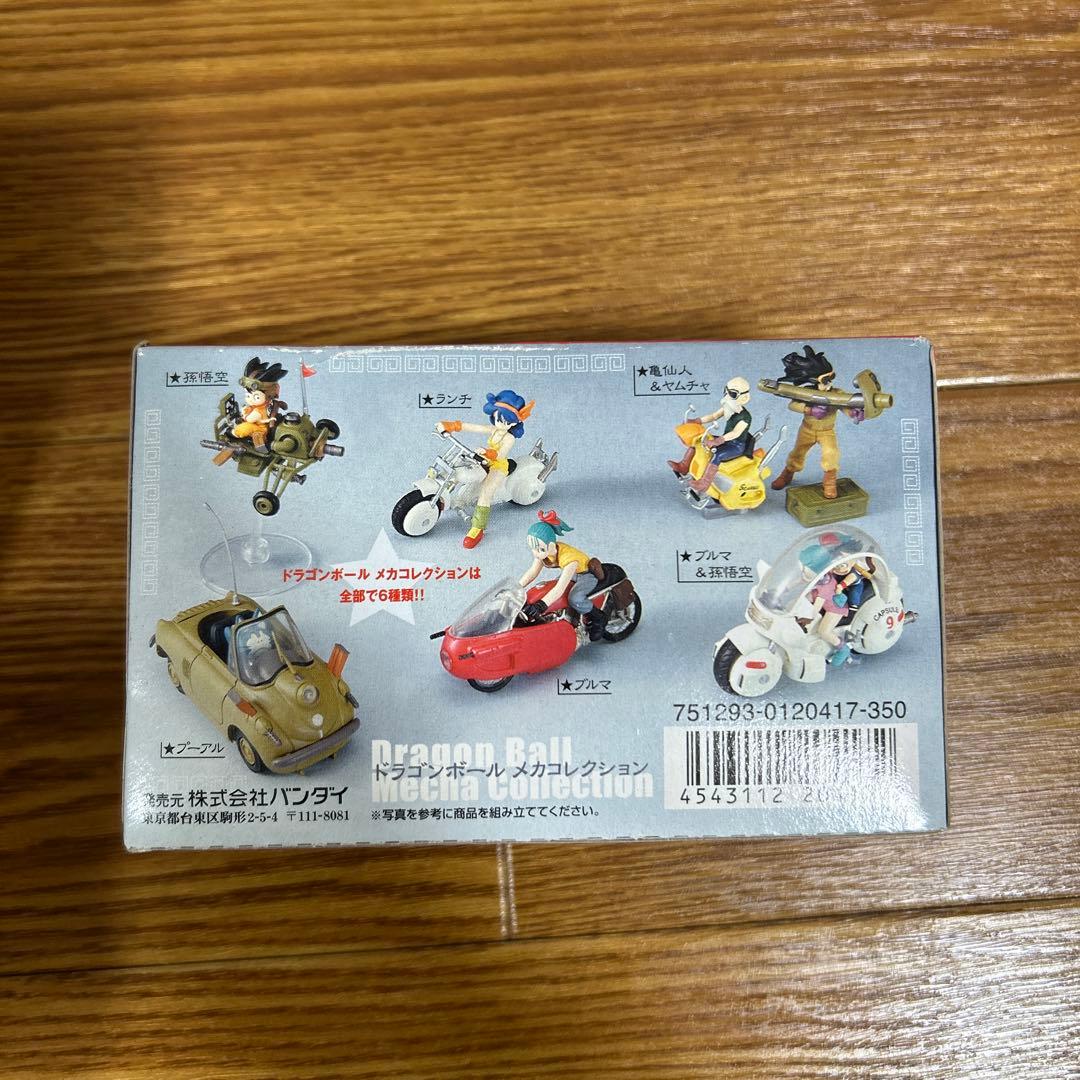 ★孫悟空
★ランチ
★亀仙人
&ヤムチャ
ドラゴンボール メカコレクションは
全部で6種類!!
★ブルマ
&孫悟空
CAPSULE
9
★ブルマ
★プーアル
751293-0120417-350
4543112
Dragon Ball
Mecha Collection
ドラゴンボール メカコレクション
発売元 株式会社バンダイ
東京都台東区駒形2-5-4 〒111-8081
※写真を参考に商品を組み立ててください。